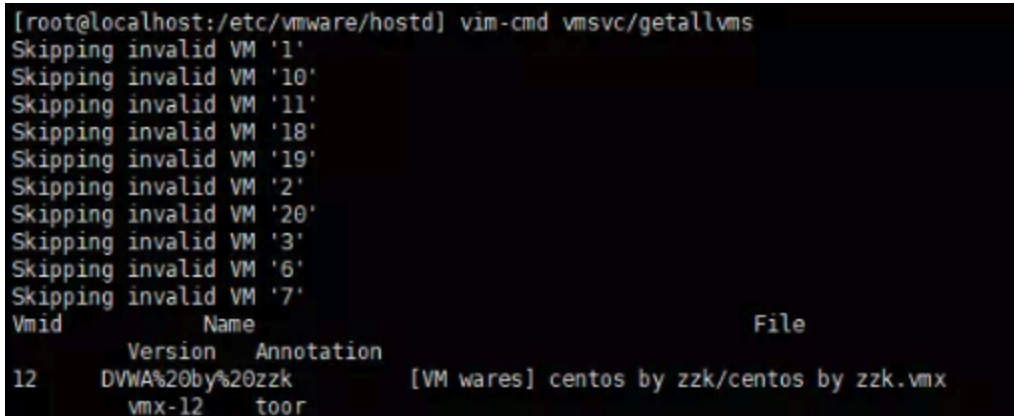 [root@localhost:/etc/vmware/hostd] vim-cmd vmsvc/getallvms
Skipping invalid VM '1'
Skipping invalid VM '10'
Skipping invalid VM '11'
Skipping invalid VM '18'
Skipping invalid VM '19'
Skipping invalid VM '2'
Skipping invalid VM '20'
Skipping invalid VM '3'
Skipping invalid VM '6'
Skipping invalid VM '7'
Vmid Name File
Version Annotation
12 DVWA%20by%20zzk [VM wares] centos by zzk/centos by zzk.vmx
vmx-12 toor